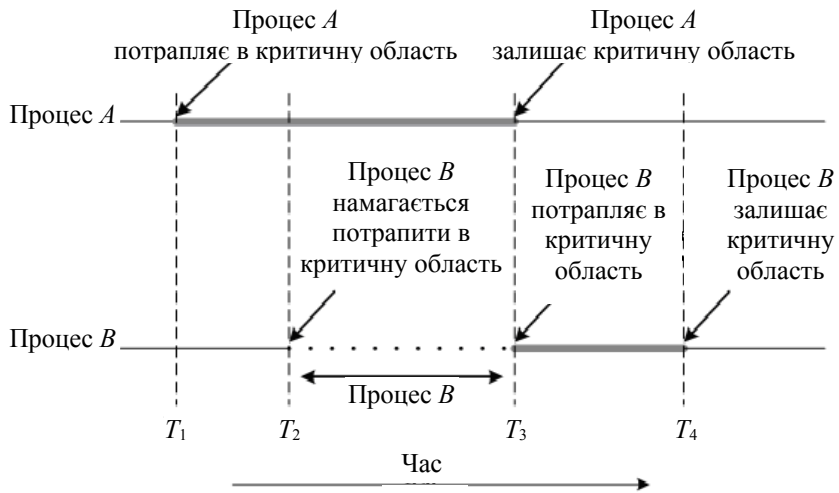 Процес A
потрапляє в критичну область
Процес A
залишає критичну область
Процес A
Процес B
намагається
потрапити в
критичну область
Процес B
потрапляє в
критичну
область
Процес B
залишає
критичну
область
Процес B
Процес B
T1
T2
T3
T4
Час